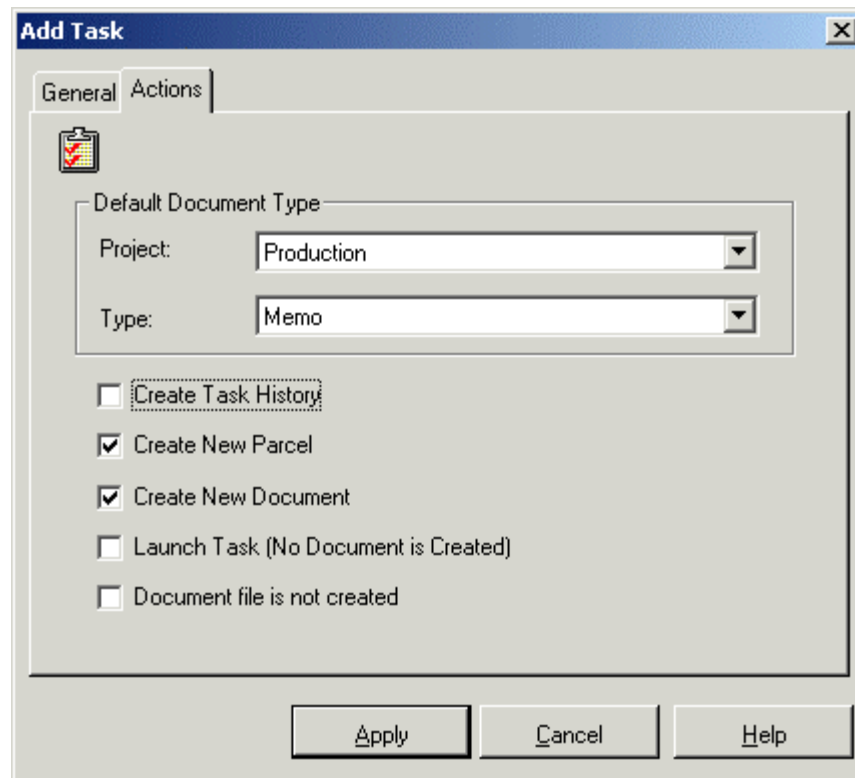 Add Task
General Actions
Default Document Type
Project: Production
Type: Memo
Create Task History
Create New Parcel
Create New Document
Launch Task (No Document is Created)
Document file is not created
Apply Cancel Help